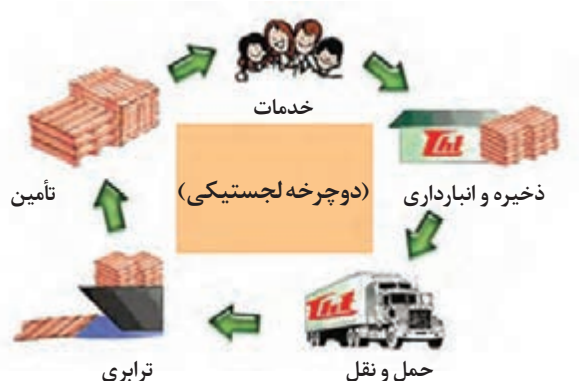 خدمات
(دوچرخه لجستیکی)
ذخیره و انبارداری
تأمین
حمل و نقل
ترابری